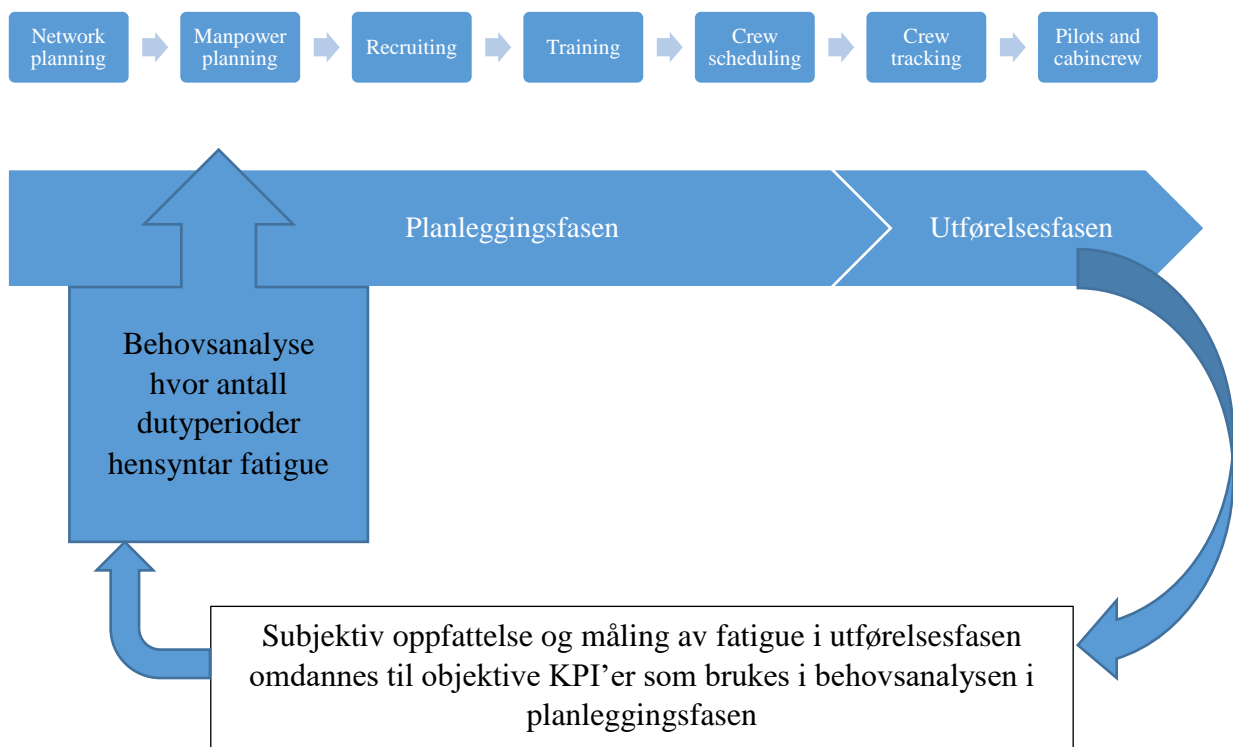 Network
planning
Manpower
planning
Recruiting
Training
Crew
scheduling
Crew
tracking
Pilots and
cabincrew
Planleggingsfasen
Utførelsesfasen
Behovsanalyse
hvor antall
dutyperioder
hensyntar fatigue
Subjektiv oppfattelse og måling av fatigue i utførelsesfasen
omdannes til objektive KPI’er som brukes i behovsanalysen i
planleggingsfasen